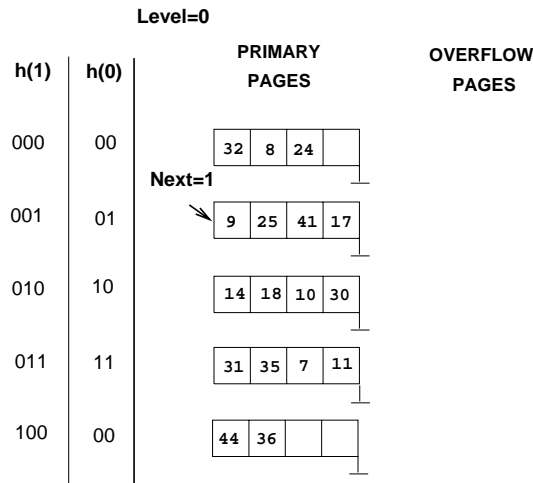 Level=0
h(1) h(0) PRIMARY PAGES OVERFLOW PAGES
000 00 32 8 24
Next=1
001 01 9 25 41 17
010 10 14 18 10 30
011 11 31 35 7 11
100 00 44 36